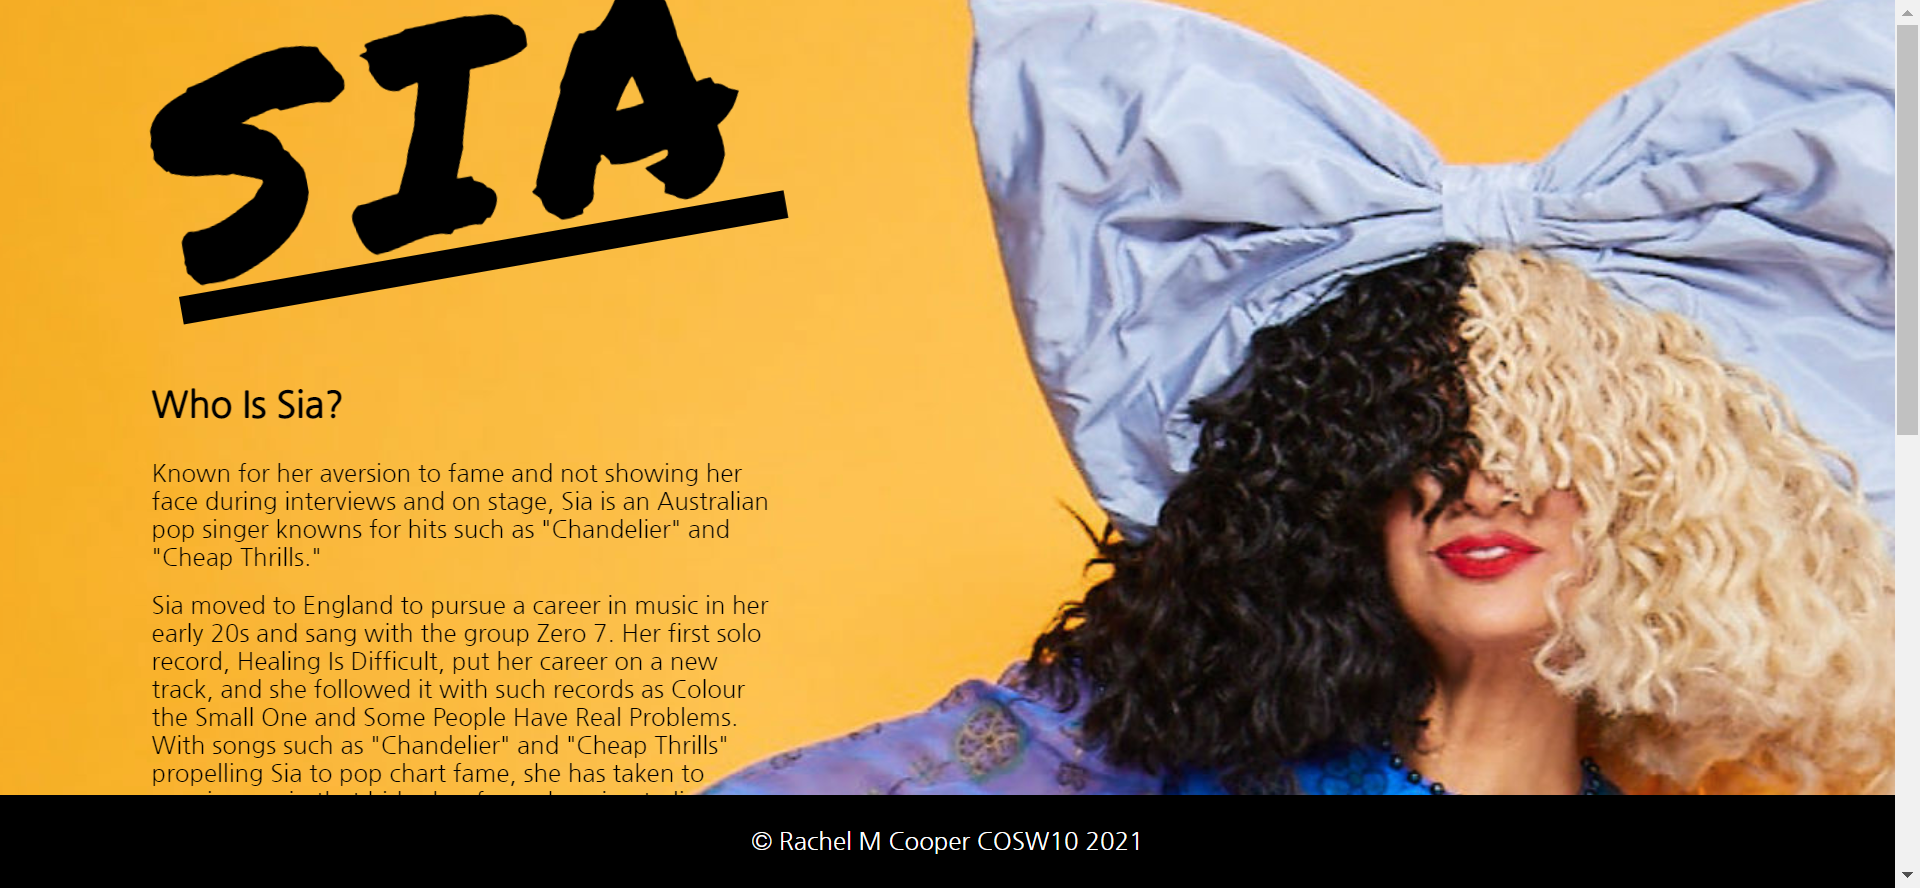 SIA
Who Is Sia?
Known for her aversion to fame and not showing her
face during interviews and on stage, Sia is an Australian
pop singer knowns for hits such as "Chandelier" and
"Cheap Thrills."
Sia moved to England to pursue a career in music in her
early 20s and sang with the group Zero 7. Her first solo
record, Healing Is Difficult, put her career on a new
track, and she followed it with such records as Colour
the Small One and Some People Have Real Problems.
With songs such as "Chandelier" and "Cheap Thrills"
propelling Sia to pop chart fame, she has taken to
© Rachel M Cooper COSW10 2021